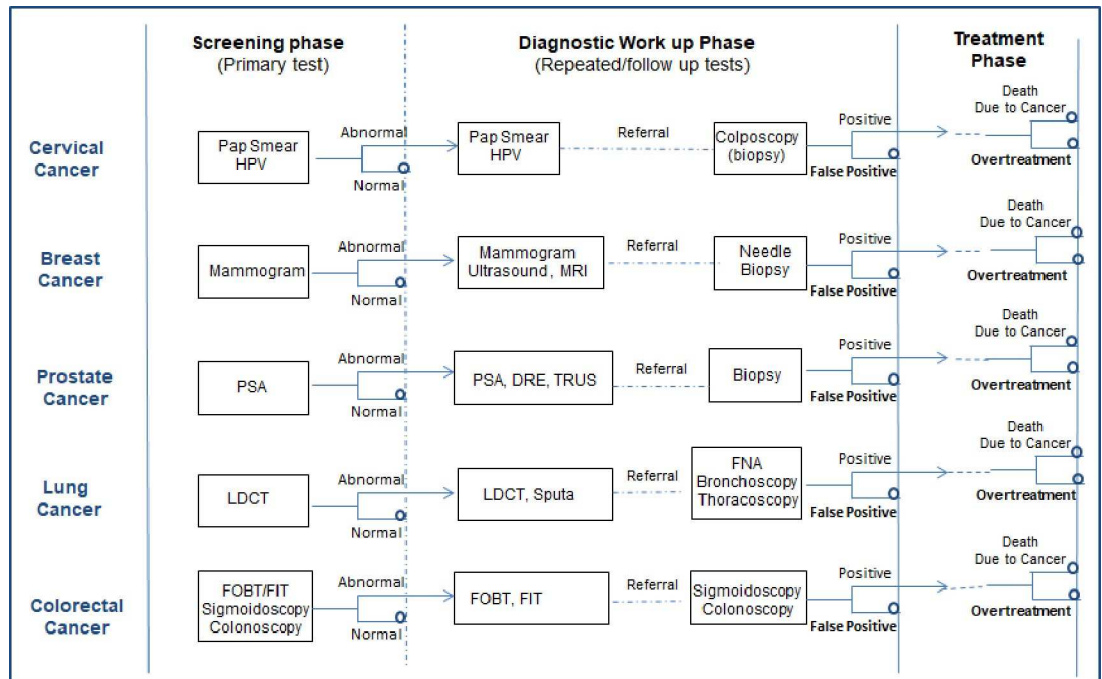 Screening phase
(Primary test)
Diagnostic Work up Phase
(Repeated/follow up tests)
Treatment
Phase
Cervical
Cancer
Pap Smear
HPV
Abnormal
Normal
Pap Smear
HPV
Referral
Colposcopy
(biopsy)
Positive
False Positive
Death
Due to Cancer
Overtreatment
Breast
Cancer
Mammogram
Abnormal
Normal
Mammogram
Ultrasound, MRI
Referral
Needle
Biopsy
Positive
False Positive
Death
Due to Cancer
Overtreatment
Prostate
Cancer
PSA
Abnormal
Normal
PSA, DRE, TRUS
Referral
Biopsy
Positive
False Positive
Death
Due to Cancer
Overtreatment
Lung
Cancer
LDCT
Abnormal
Normal
LDCT, Sputa
Referral
FNA
Bronchoscopy
Thoracoscopy
Positive
False Positive
Death
Due to Cancer
Overtreatment
Colorectal
Cancer
FOBT/FIT
Sigmoidoscopy
Colonoscopy
Abnormal
Normal
FOBT, FIT
Referral
Sigmoidoscopy
Colonoscopy
Positive
False Positive
Death
Due to Cancer
Overtreatment